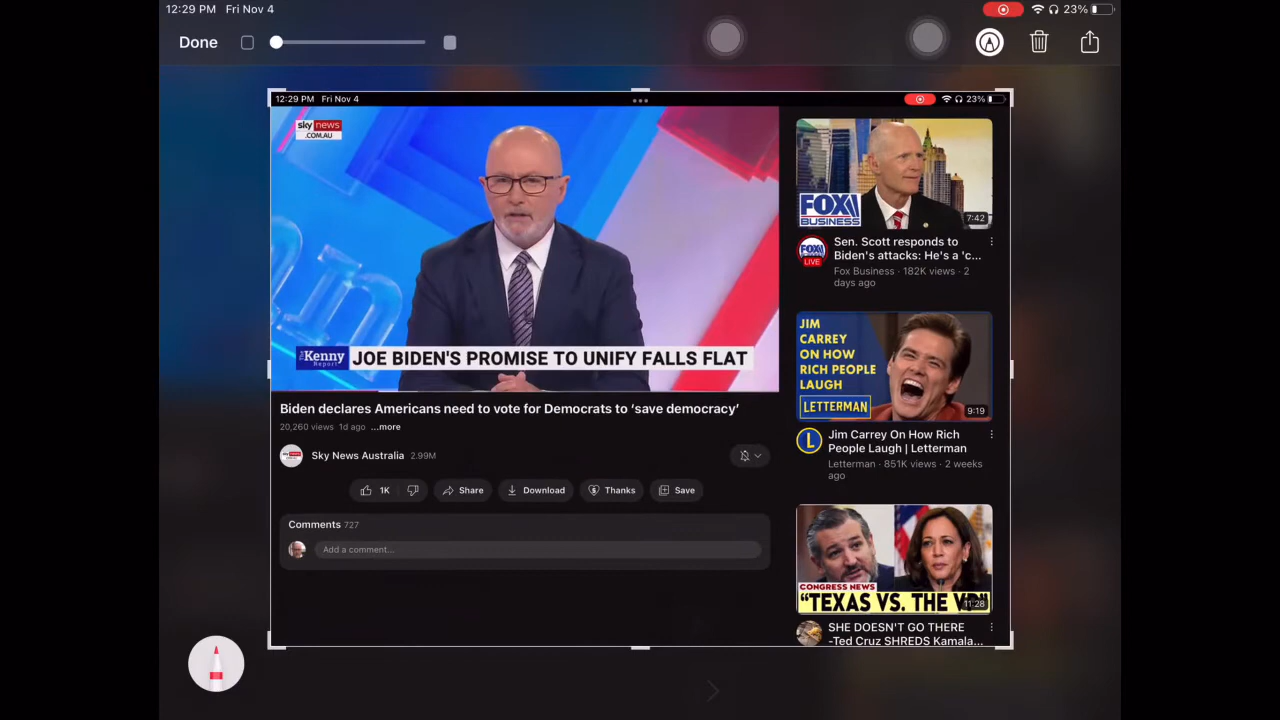 12:29 PM Fri Nov 4
23%
Done
12:29 PM Fri Nov 4
23%
sky news
.COM.AU
The Kenny Report
JOE BIDEN'S PROMISE TO UNIFY FALLS FLAT
Biden declares Americans need to vote for Democrats to ‘save democracy’
20,260 views 1d ago ...more
Sky News Australia 2.99M
1K
Share
Download
Thanks
Save
Comments 727
Add a comment...
FOX
BUSINESS
7:42
FOX
LIVE
Sen. Scott responds to
Biden's attacks: He's a 'c...
Fox Business · 182K views · 2
days ago
JIM
CARREY
ON HOW
RICH PEOPLE
LAUGH
LETTERMAN
9:19
L
Jim Carrey On How Rich
People Laugh | Letterman
Letterman · 851K views · 2 weeks
ago
CONGRESS NEWS
"TEXAS VS. THE VP"
11:28
SHE DOESN'T GO THERE
-Ted Cruz SHREDS Kamala...